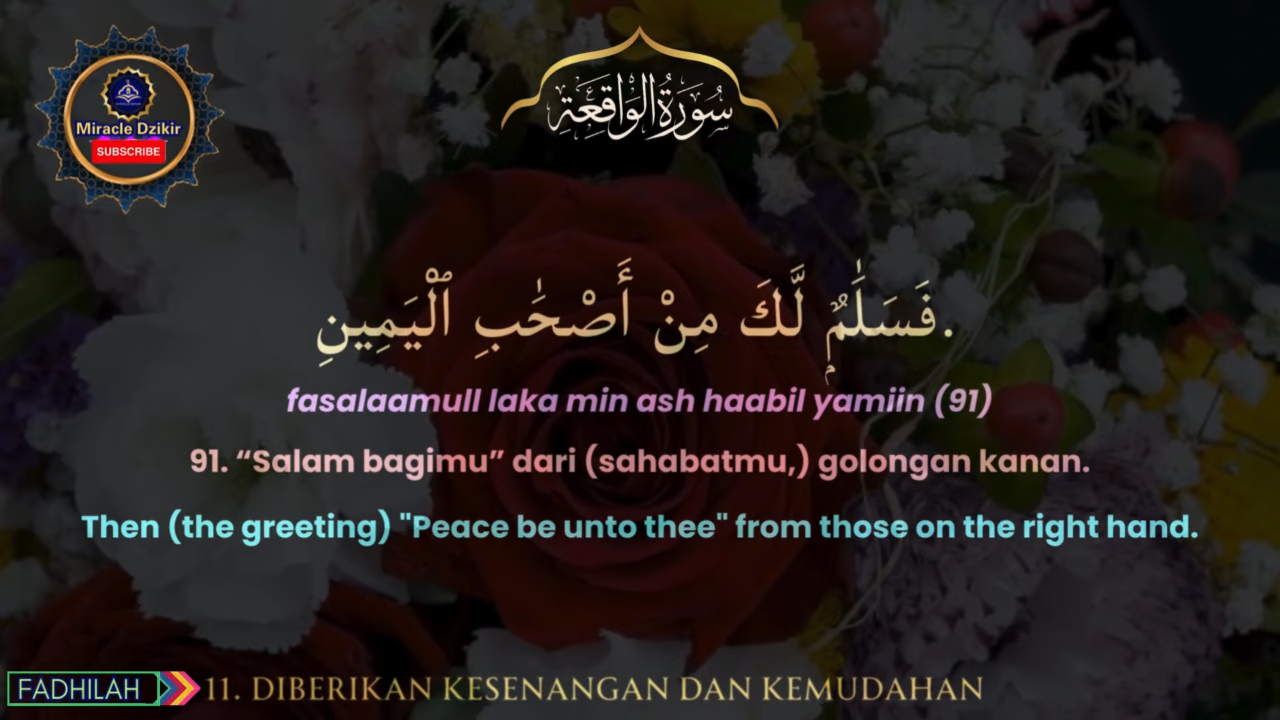 Miracle Dzikir
SUBSCRIBE
سُورَةُ الوَاقِعَةِ
فَسَلَٰمٌۭ لَّكَ مِنْ أَصْحَٰبِ ٱلْيَمِينِ.
fasalaamull laka min ash haabil yamiin (91)
91. “Salam bagimu” dari (sahabatmu,) golongan kanan.
Then (the greeting) "Peace be unto thee" from those on the right hand.
FADHILAH
11. DIBERIKAN KESENANGAN DAN KEMUDAHAN